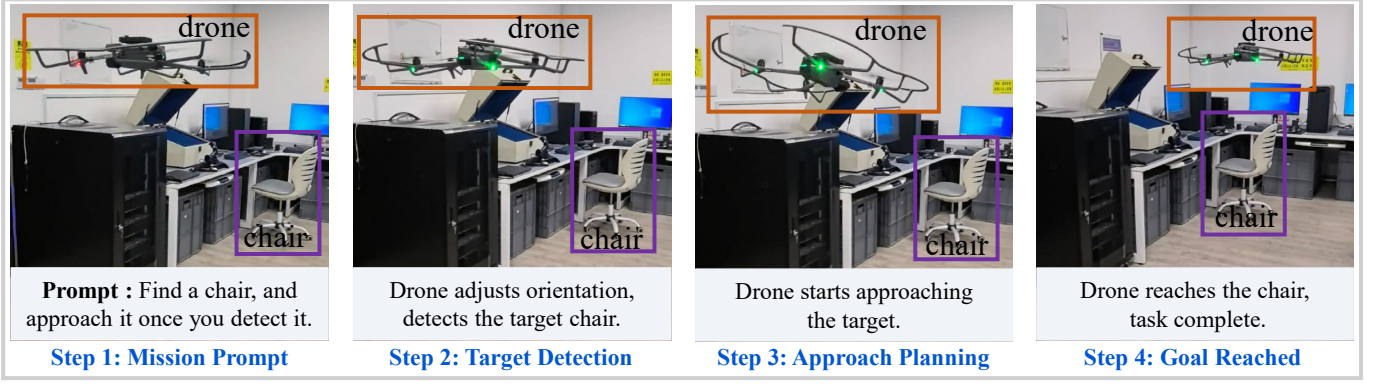 drone
chair
Prompt : Find a chair, and
approach it once you detect it.
Step 1: Mission Prompt
drone
chair
Drone adjusts orientation,
detects the target chair.
Step 2: Target Detection
drone
chair
Drone starts approaching
the target.
Step 3: Approach Planning
drone
chair
Drone reaches the chair,
task complete.
Step 4: Goal Reached